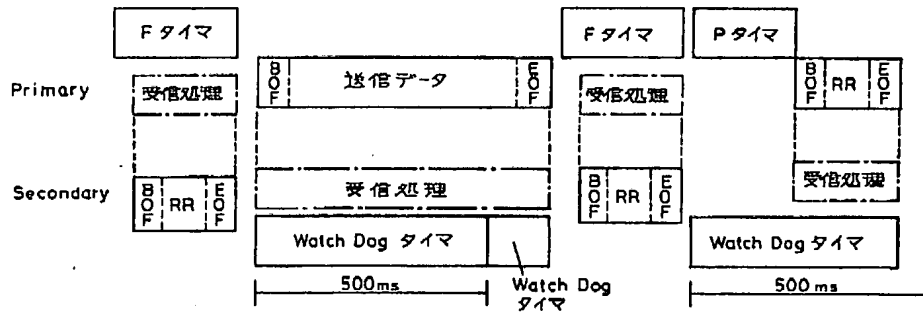 Fタイマ Fタイマ Pタイマ
Primary 受信処理 BOF 送信データ EOF 受信処理 BOF RR EOF
Secondary BOF RR EOF 受信処理 BOF RR EOF 受信処理
Watch Dog タイマ Watch Dog タイマ
500ms 500 ms
Watch Dog
タイマ